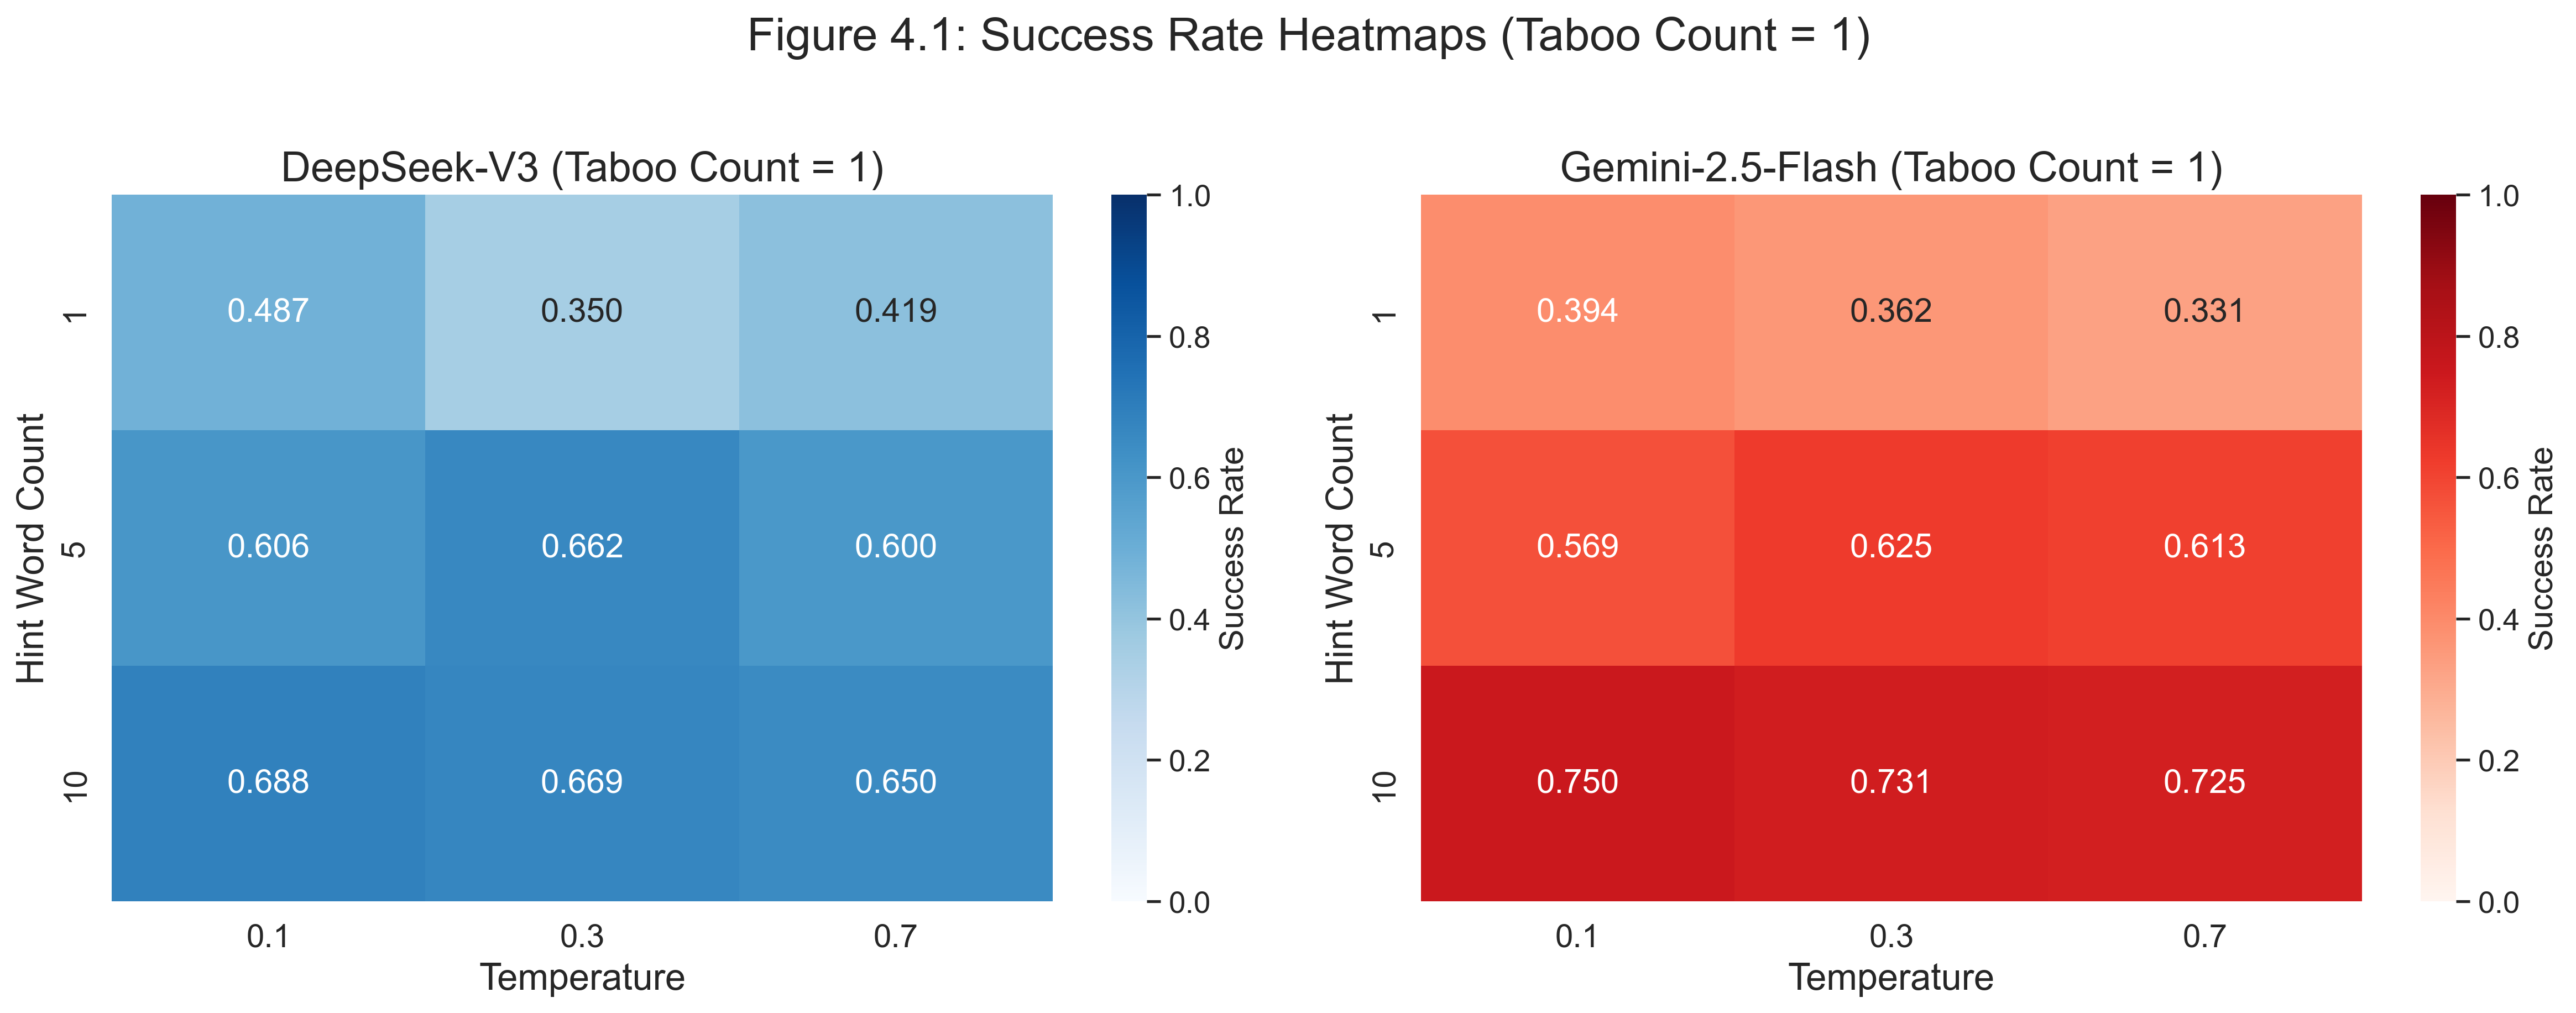 Figure 4.1: Success Rate Heatmaps (Taboo Count = 1)
DeepSeek-V3 (Taboo Count = 1)
Hint Word Count
1
5
10
0.487 0.350 0.419
0.606 0.662 0.600
0.688 0.669 0.650
0.1 0.3 0.7
Temperature
1.0
0.8
0.6
0.4
0.2
0.0
Success Rate
Gemini-2.5-Flash (Taboo Count = 1)
Hint Word Count
1
5
10
0.394 0.362 0.331
0.569 0.625 0.613
0.750 0.731 0.725
0.1 0.3 0.7
Temperature
1.0
0.8
0.6
0.4
0.2
0.0
Success Rate